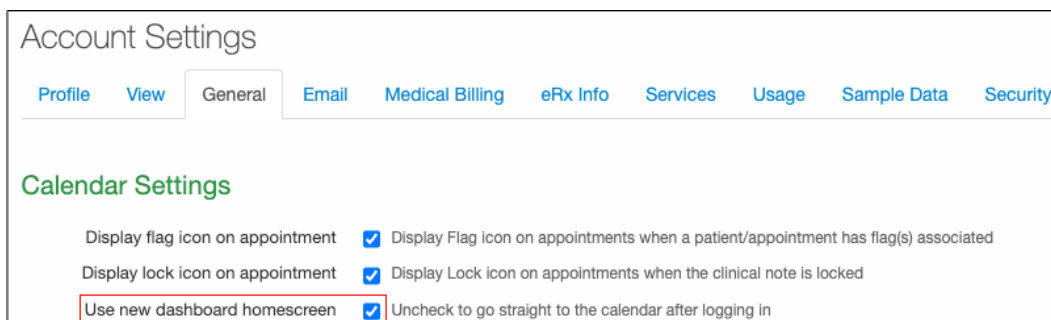 Account Settings
Profile View General Email Medical Billing eRx Info Services Usage Sample Data Security
Calendar Settings
Display flag icon on appointment Display Flag icon on appointments when a patient/appointment has flag(s) associated
Display lock icon on appointment Display Lock icon on appointments when the clinical note is locked
Use new dashboard homescreen Uncheck to go straight to the calendar after logging in